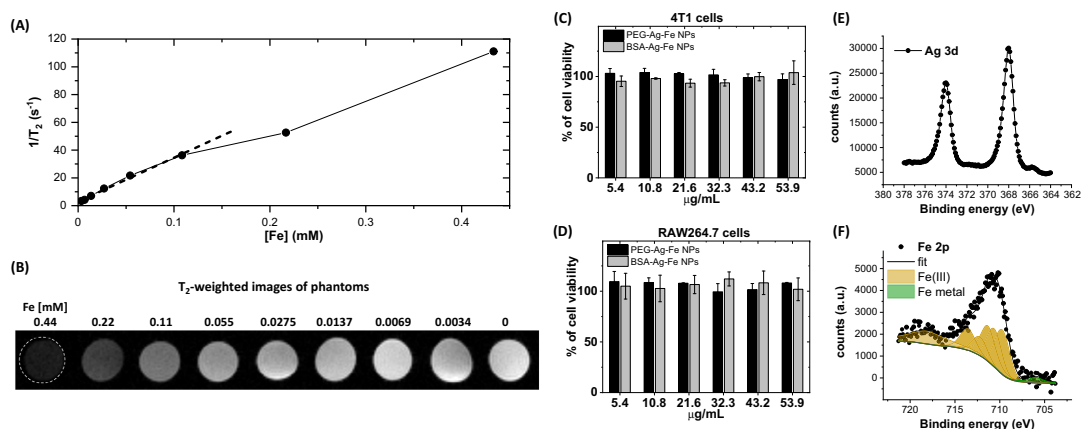 (A)
120
100
80
60
40
20
0
1/T2 (s-1)
0 0.1 0.2 0.3 0.4
[Fe] (mM)
(B)
T2-weighted images of phantoms
Fe [mM]
0.44 0.22 0.11 0.055 0.0275 0.0137 0.0069 0.0034 0
(C)
4T1 cells
PEG-Ag-Fe NPs
BSA-Ag-Fe NPs
100
50
0
% of cell viability
5.4 10.8 21.6 32.3 43.2 53.9
μg/mL
(D)
RAW264.7 cells
PEG-Ag-Fe NPs
BSA-Ag-Fe NPs
100
50
0
% of cell viability
5.4 10.8 21.6 32.3 43.2 53.9
μg/mL
(E)
Ag 3d
30000
25000
20000
15000
10000
5000
counts (a.u.)
380 378 376 374 372 370 368 366 364 362
Binding energy (eV)
(F)
Fe 2p
fit
Fe(III)
Fe metal
6000
5000
4000
3000
2000
1000
0
counts (a.u.)
720 715 710 705
Binding energy (eV)